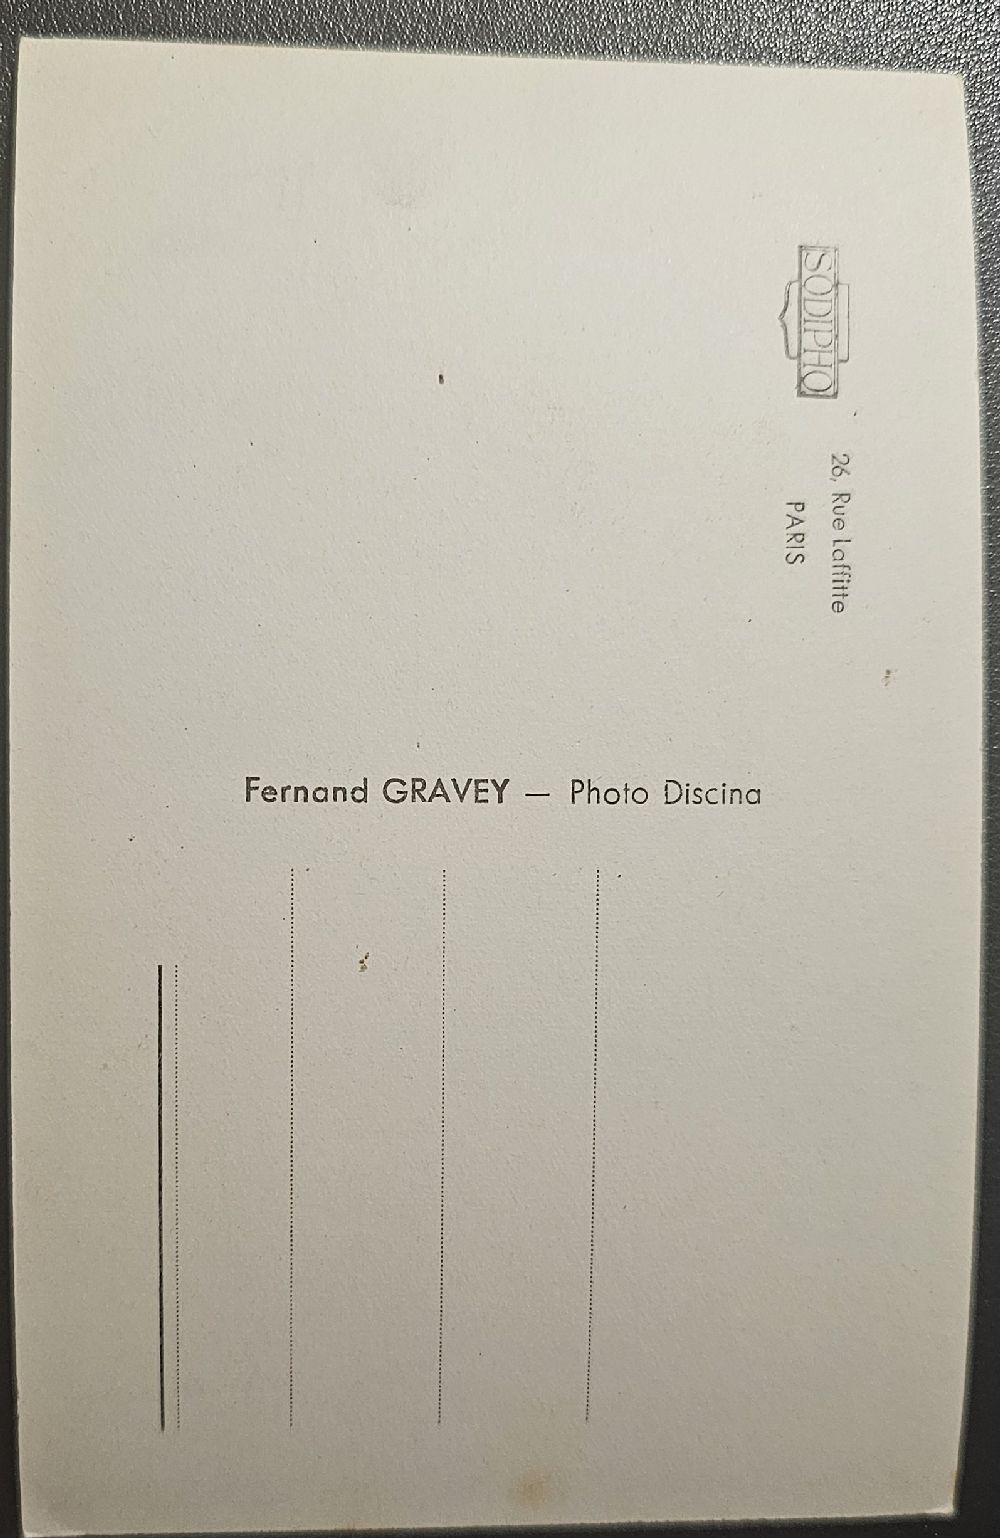 SODIPHO
26, Rue Laffitte
PARIS
Fernand GRAVEY — Photo Discina